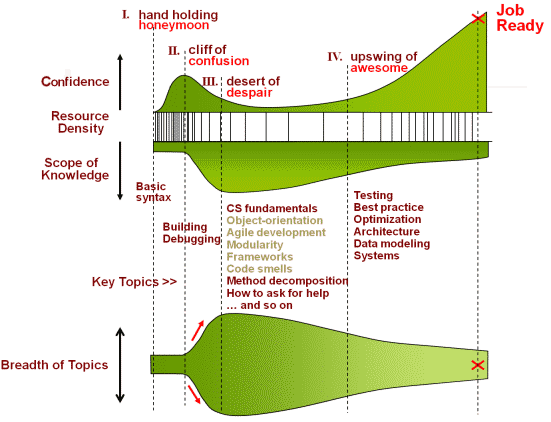 I. hand holding
honeymoon
Job
Ready
II. cliff of
confusion
III. desert of
despair
IV. upswing of
awesome
Confidence
Resource
Density
Scope of
Knowledge
Basic
syntax
Building
Debugging
CS fundamentals
Object-orientation
Agile development
Modularity
Frameworks
Code smells
Method decomposition
How to ask for help
... and so on
Testing
Best practice
Optimization
Architecture
Data modeling
Systems
Key Topics >>
Breadth of Topics